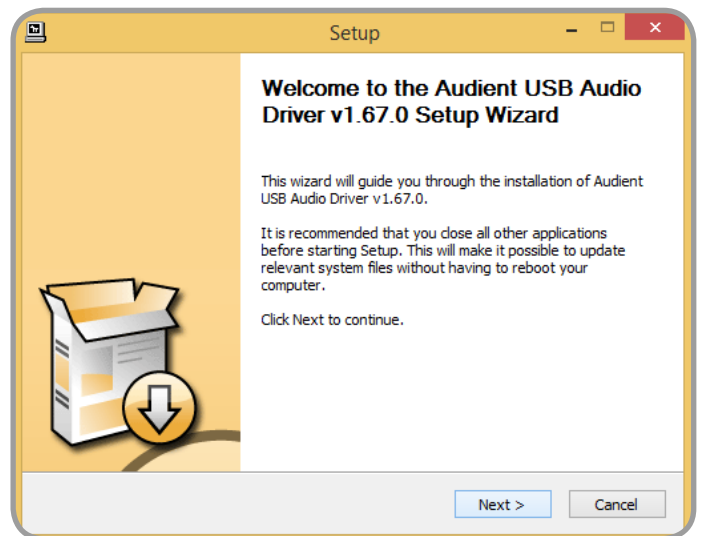 Setup
Welcome to the Audient USB Audio
Driver v1.67.0 Setup Wizard
This wizard will guide you through the installation of Audient
USB Audio Driver v1.67.0.
It is recommended that you close all other applications
before starting Setup. This will make it possible to update
relevant system files without having to reboot your
computer.
Click Next to continue.
Next >
Cancel